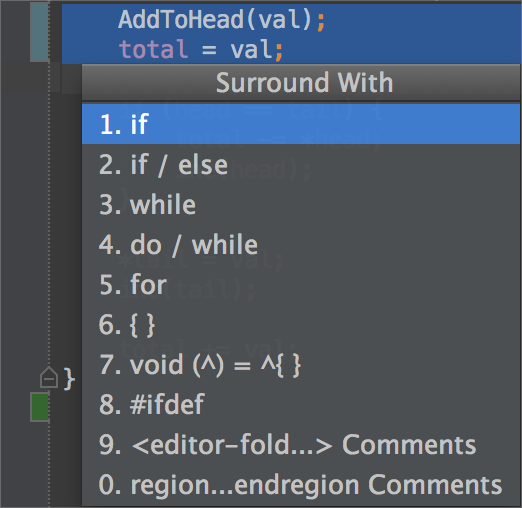 AddToHead(val);
total = val;
Surround With
1. if
2. if / else
3. while
4. do / while
5. for
6. { }
7. void (^) = ^{ }
8. #ifdef
9. <editor-fold...> Comments
}
0. region...endregion Comments